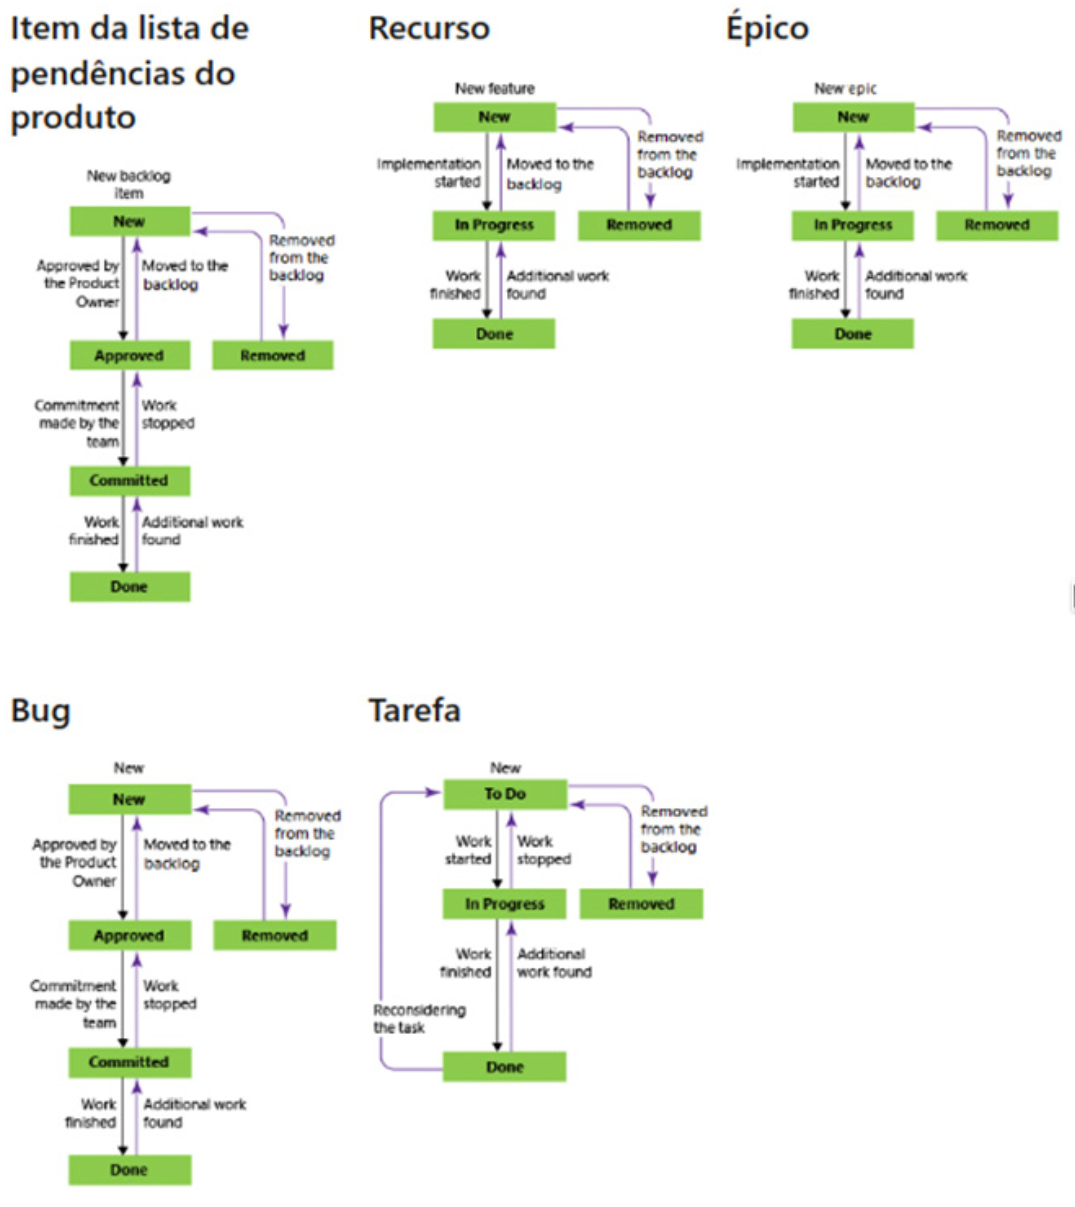 Item da lista de
pendências do
produto
New backlog
item
New
Removed
from the
backlog
Approved by
the Product
Owner
Moved to the
backlog
Approved
Removed
Commitment
made by the
team
Work
stopped
Committed
Work
finished
Additional work
found
Done
Recurso
New feature
New
Removed
from the
backlog
Implementation
started
Moved to the
backlog
In Progress
Removed
Work
finished
Additional work
found
Done
Épico
New epic
New
Removed
from the
backlog
Implementation
started
Moved to the
backlog
In Progress
Removed
Work
finished
Additional work
found
Done
Bug
New
New
Removed
from the
backlog
Approved by
the Product
Owner
Moved to the
backlog
Approved
Removed
Commitment
made by the
team
Work
stopped
Committed
Work
finished
Additional work
found
Done
Tarefa
New
To Do
Removed
from the
backlog
Work
started
Work
stopped
In Progress
Removed
Work
finished
Additional
work found
Reconsidering
the task
Done